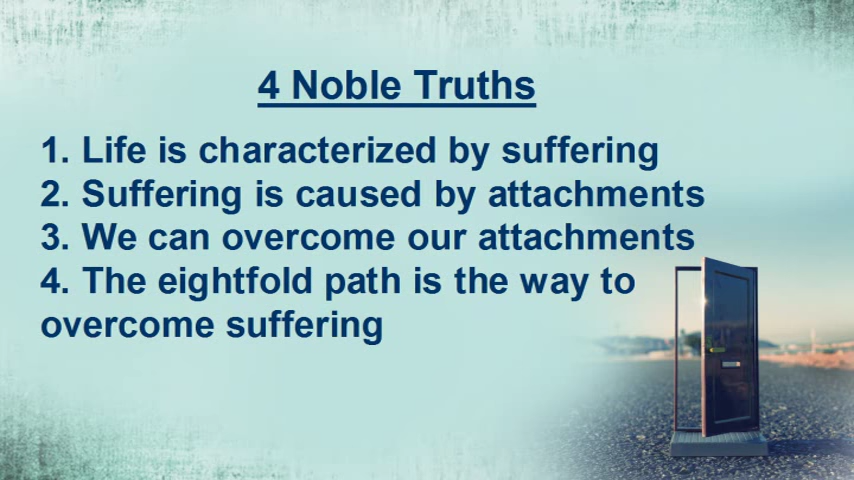 4 Noble Truths
1. Life is characterized by suffering
2. Suffering is caused by attachments
3. We can overcome our attachments
4. The eightfold path is the way to
overcome suffering